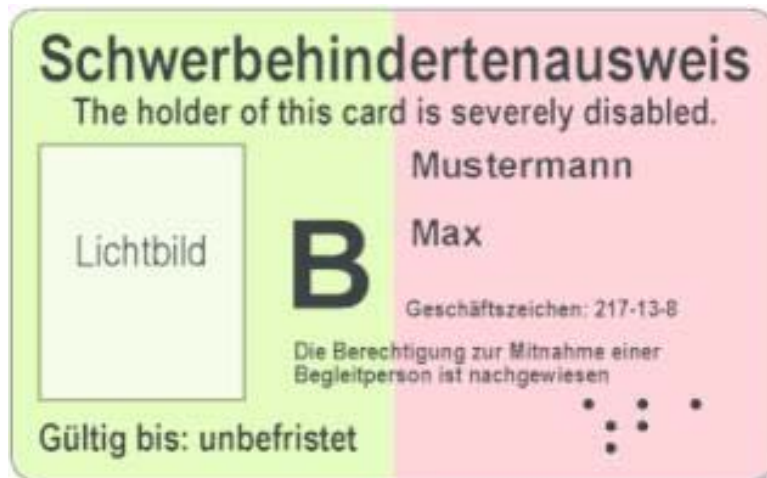 Schwerbehindertenausweis
The holder of this card is severely disabled.
Mustermann
Lichtbild
B
Max
Geschäftszeichen: 217-13-8
Die Berechtigung zur Mitnahme einer
Begleitperson ist nachgewiesen
Gültig bis: unbefristet